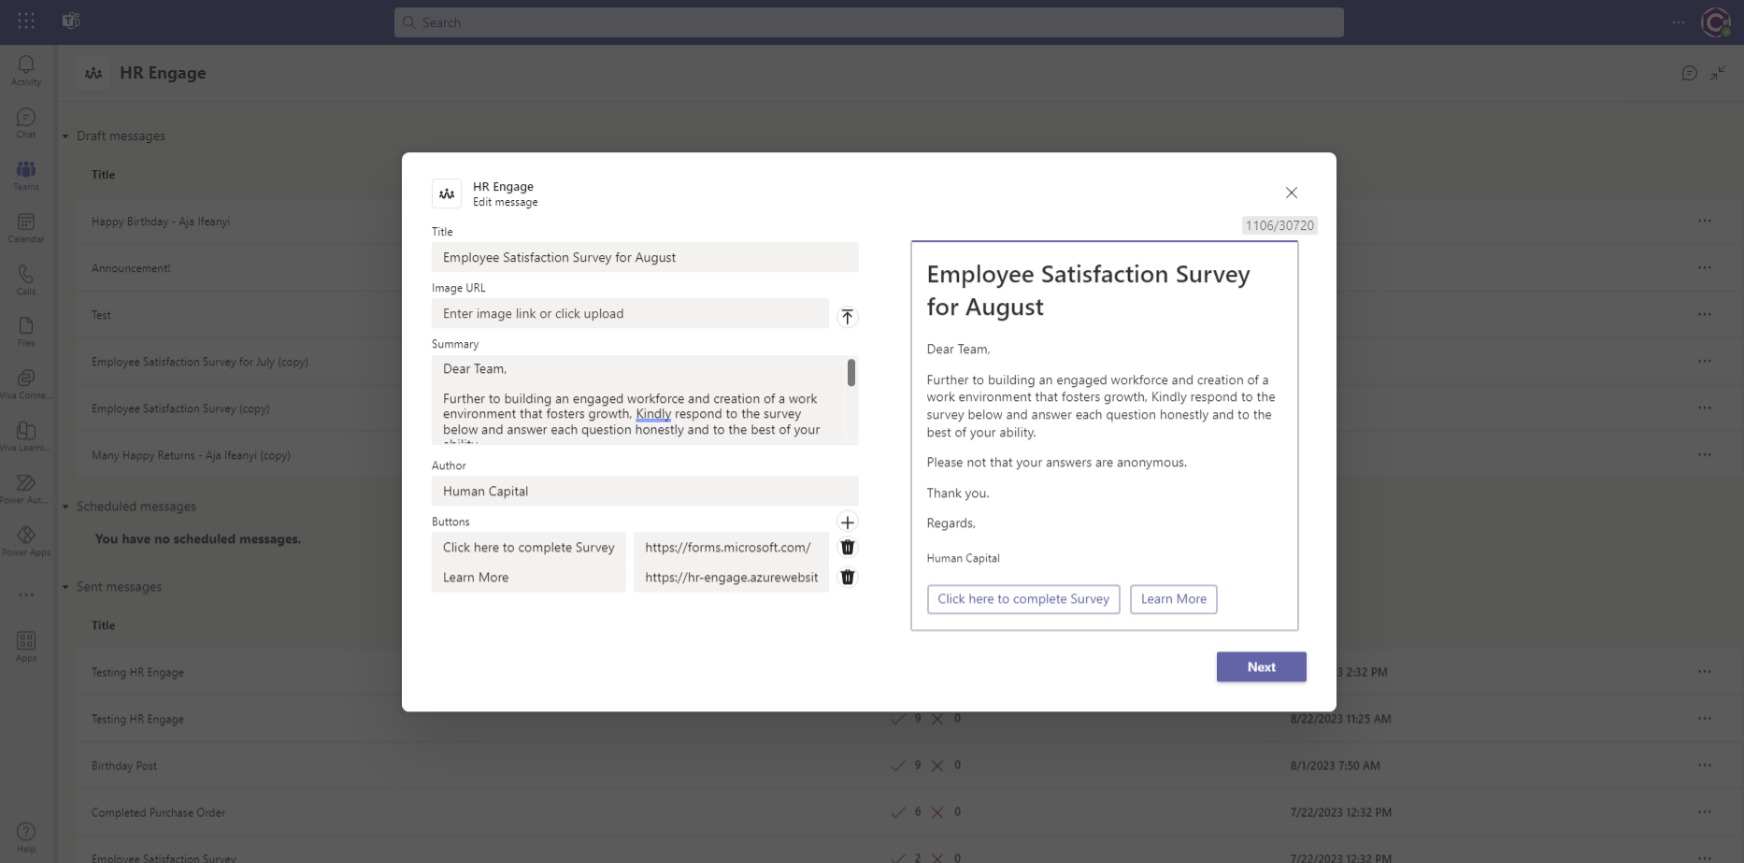 Search
HR Engage
Activity
Chat
Teams
Calendar
Calls
Files
Viva Conne...
Viva Learni...
Power Aut...
Power Apps
Apps
Help
Draft messages
Title
Happy Birthday - Aja Ifeanyi
Announcement!
Test
Employee Satisfaction Survey for July (copy)
Employee Satisfaction Survey (copy)
Many Happy Returns - Aja Ifeanyi (copy)
Scheduled messages
You have no scheduled messages.
Sent messages
Title
Testing HR Engage
3 2:32 PM
Testing HR Engage
9 0 8/22/2023 11:25 AM
Birthday Post
9 0 8/1/2023 7:50 AM
Completed Purchase Order
6 0 7/22/2023 12:32 PM
Employee Satisfaction Survey
2 0 7/22/2023 12:32 PM
HR Engage
Edit message
Title
Employee Satisfaction Survey for August
Image URL
Enter image link or click upload
Summary
Dear Team,
Further to building an engaged workforce and creation of a work
environment that fosters growth, Kindly respond to the survey
below and answer each question honestly and to the best of your
ability.
Author
Human Capital
Buttons
Click here to complete Survey https://forms.microsoft.com/
Learn More https://hr-engage.azurewebsit
1106/30720
Employee Satisfaction Survey
for August
Dear Team,
Further to building an engaged workforce and creation of a
work environment that fosters growth, Kindly respond to the
survey below and answer each question honestly and to the
best of your ability.
Please not that your answers are anonymous.
Thank you.
Regards,
Human Capital
Click here to complete Survey Learn More
Next